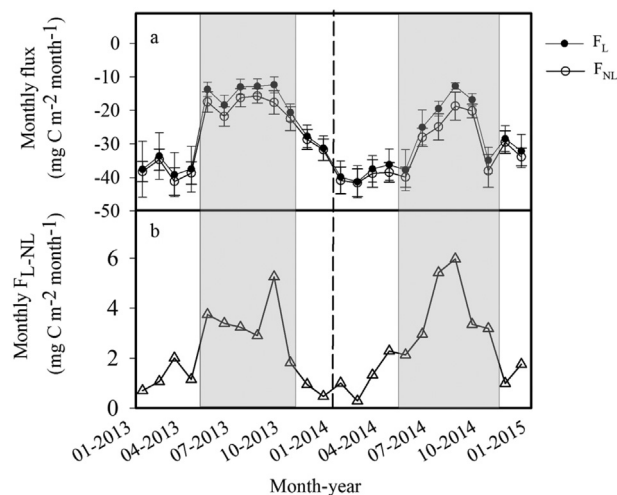 a
0
-10
-20
-30
-40
-50
Monthly flux
(mg C m-2 month-1)
F_L
F_NL
b
6
4
2
0
Monthly F_L-NL
(mg C m-2 month-1)
01-2013
04-2013
07-2013
10-2013
01-2014
04-2014
07-2014
10-2014
01-2015
Month-year